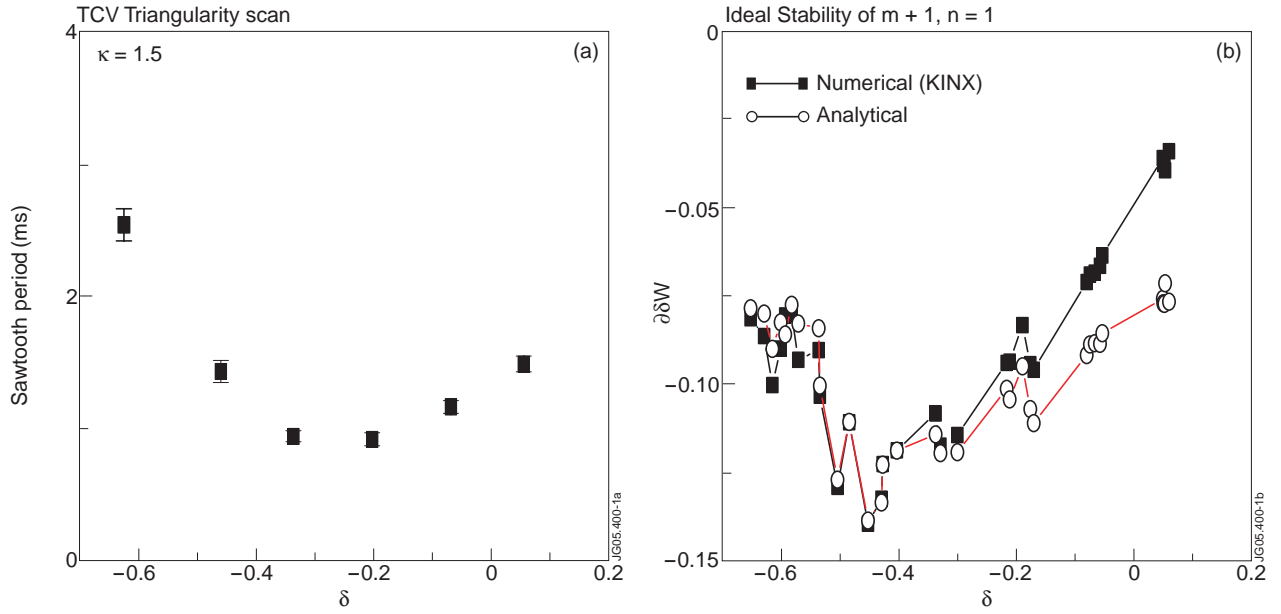 TCV Triangularity scan
κ = 1.5
(a)
Sawtooth period (ms)
4
2
0
−0.6
−0.4
−0.2
0
0.2
δ
JG05.400-1a
Ideal Stability of m + 1, n = 1
(b)
Numerical (KINX)
Analytical
∂δW
0
−0.05
−0.10
−0.15
−0.6
−0.4
−0.2
0
0.2
δ
JG05.400-1b